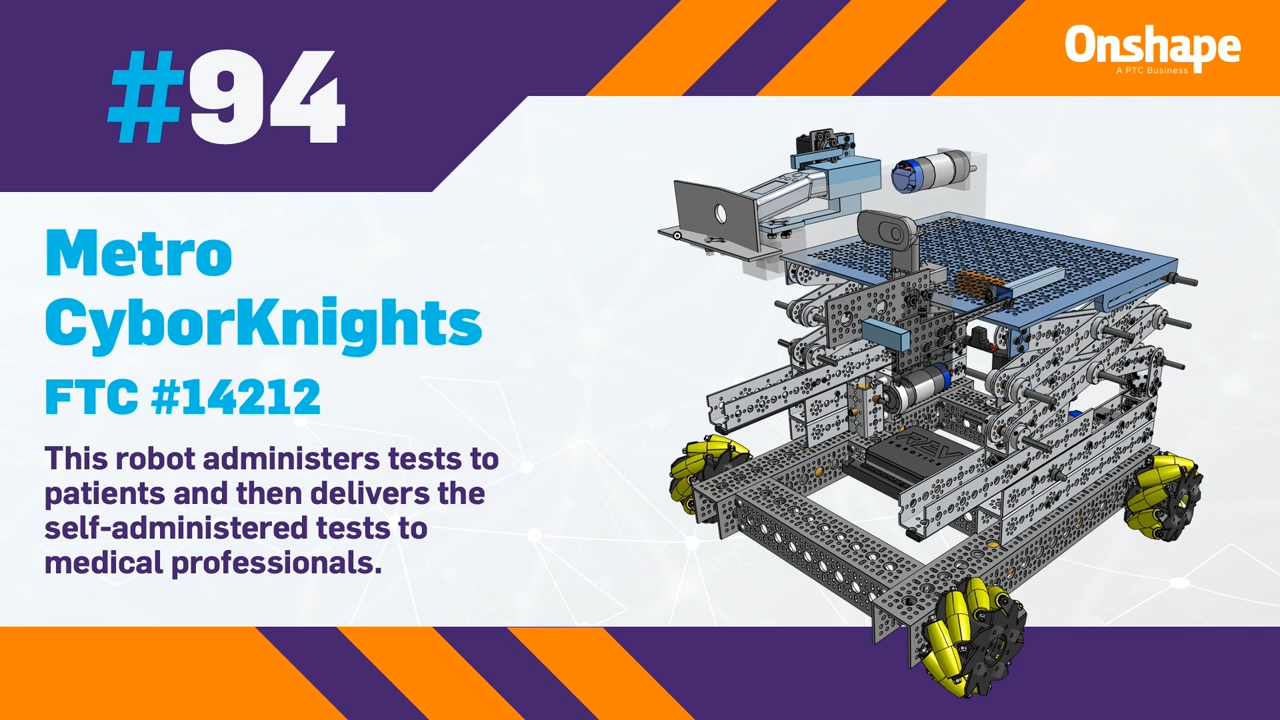 #94
Onshape
A PTC Business
Metro
CyborKnights
FTC #14212
This robot administers tests to
patients and then delivers the
self-administered tests to
medical professionals.
REV